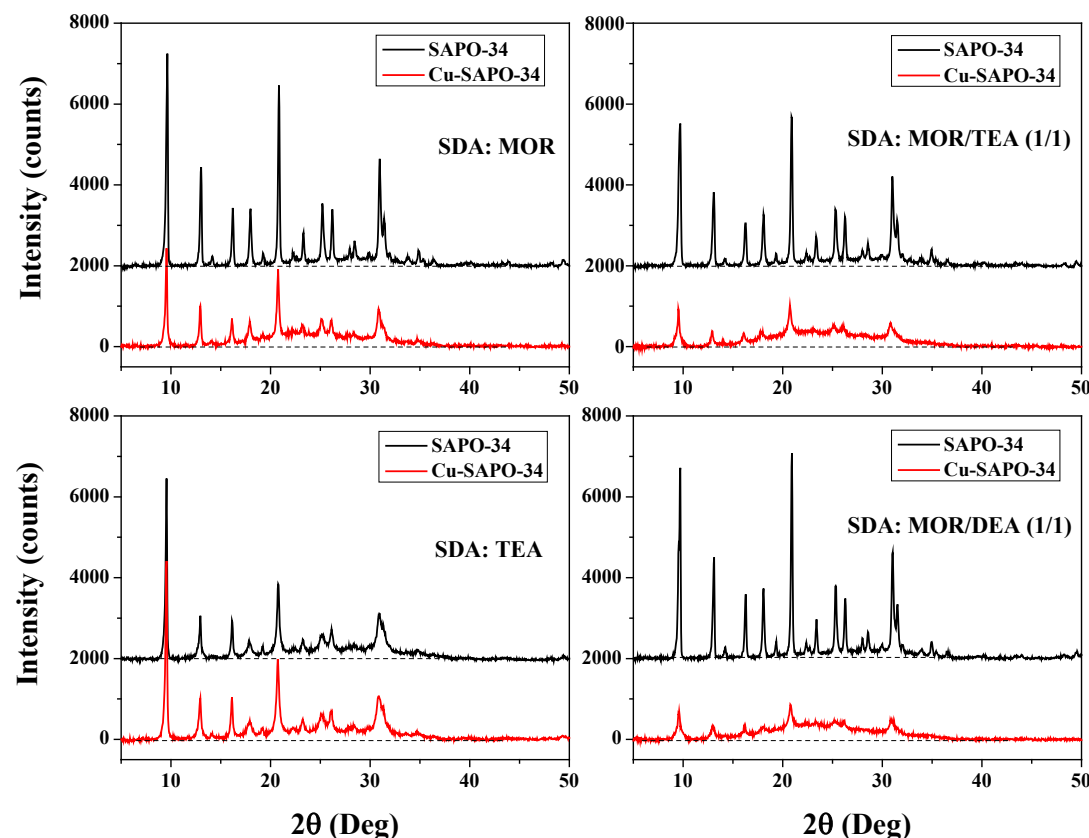 8000
6000
4000
2000
0
10
20
30
40
50
Intensity (counts)
SAPO-34
Cu-SAPO-34
SDA: MOR
8000
6000
4000
2000
0
10
20
30
40
50
SAPO-34
Cu-SAPO-34
SDA: MOR/TEA (1/1)
8000
6000
4000
2000
0
10
20
30
40
50
Intensity (counts)
2θ (Deg)
SAPO-34
Cu-SAPO-34
SDA: TEA
8000
6000
4000
2000
0
10
20
30
40
50
2θ (Deg)
SAPO-34
Cu-SAPO-34
SDA: MOR/DEA (1/1)